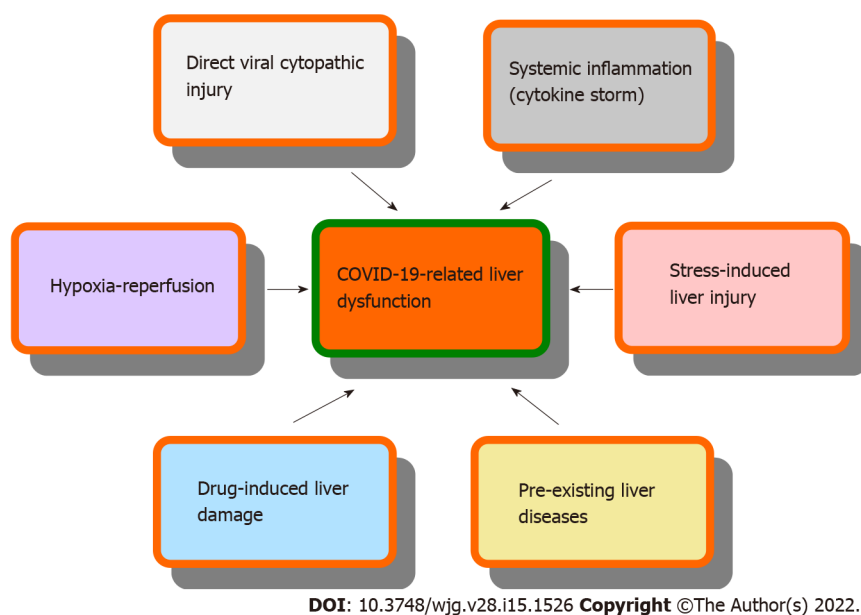 Direct viral cytopathic
injury
Systemic inflammation
(cytokine storm)
Hypoxia-reperfusion
COVID-19-related liver
dysfunction
Stress-induced
liver injury
Drug-induced liver
damage
Pre-existing liver
diseases
DOI: 10.3748/wjg.v28.i15.1526 Copyright ©The Author(s) 2022.